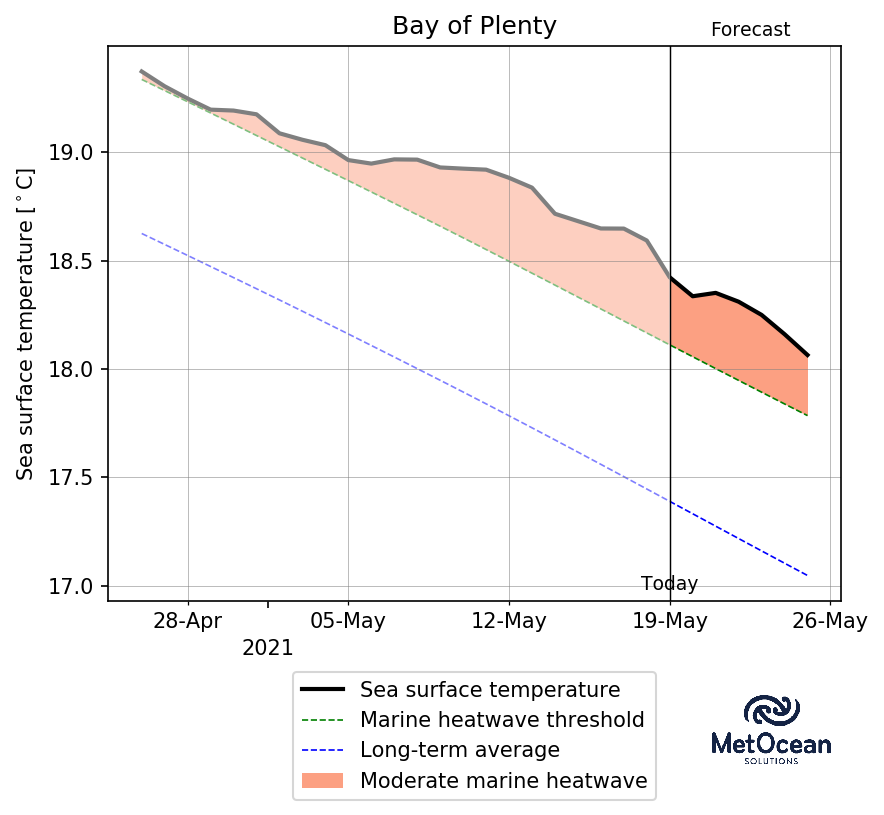 Bay of Plenty
Forecast
Sea surface temperature [°C]
19.0
18.5
18.0
17.5
17.0
Today
28-Apr 05-May 12-May 19-May 26-May
2021
Sea surface temperature
Marine heatwave threshold
Long-term average
Moderate marine heatwave
MetOcean
SOLUTIONS